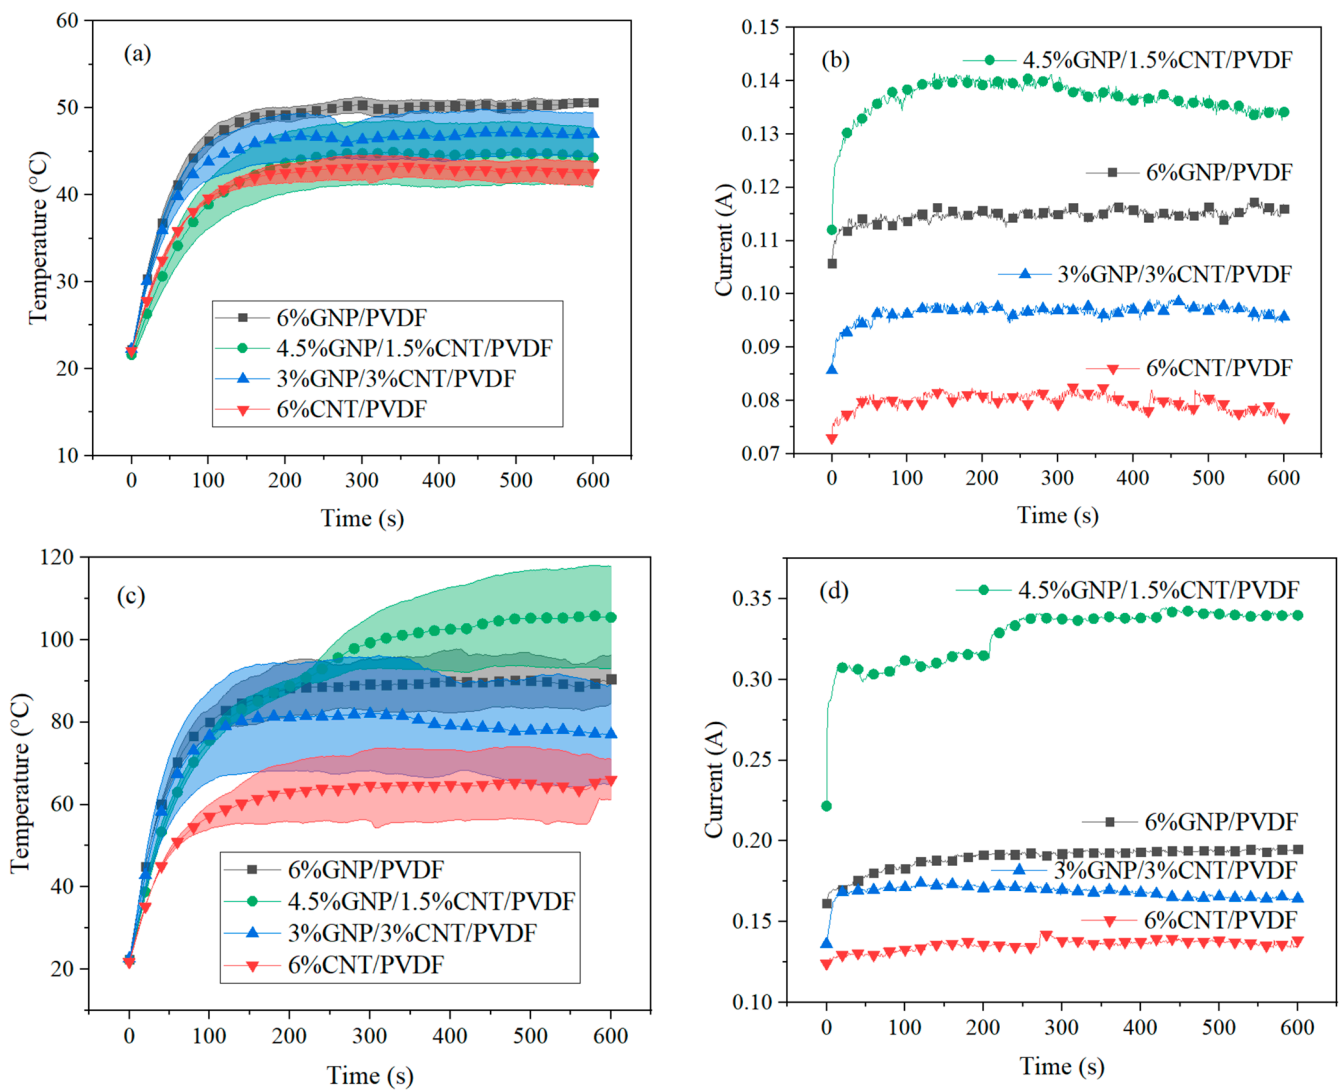 (a)
Temperature (°C)
60
50
40
30
20
10
6%GNP/PVDF
4.5%GNP/1.5%CNT/PVDF
3%GNP/3%CNT/PVDF
6%CNT/PVDF
0 100 200 300 400 500 600
Time (s)
(b)
Current (A)
0.15
0.14
0.13
0.12
0.11
0.10
0.09
0.08
0.07
4.5%GNP/1.5%CNT/PVDF
6%GNP/PVDF
3%GNP/3%CNT/PVDF
6%CNT/PVDF
0 100 200 300 400 500 600
Time (s)
(c)
Temperature (°C)
120
100
80
60
40
20
6%GNP/PVDF
4.5%GNP/1.5%CNT/PVDF
3%GNP/3%CNT/PVDF
6%CNT/PVDF
0 100 200 300 400 500 600
Time (s)
(d)
Current (A)
0.35
0.30
0.25
0.20
0.15
0.10
4.5%GNP/1.5%CNT/PVDF
6%GNP/PVDF
3%GNP/3%CNT/PVDF
6%CNT/PVDF
0 100 200 300 400 500 600
Time (s)